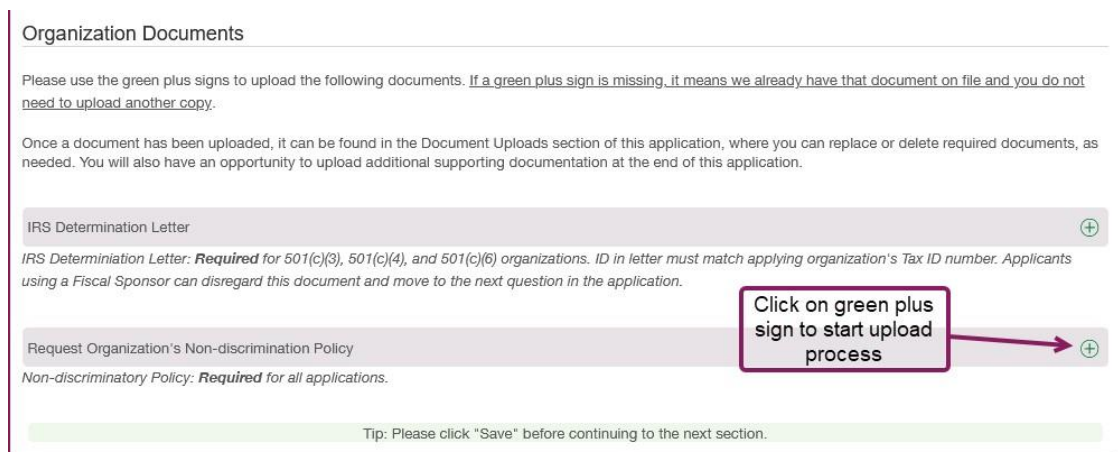 Organization Documents
Please use the green plus signs to upload the following documents. If a green plus sign is missing, it means we already have that document on file and you do not
need to upload another copy.
Once a document has been uploaded, it can be found in the Document Uploads section of this application, where you can replace or delete required documents, as
needed. You will also have an opportunity to upload additional supporting documentation at the end of this application.
IRS Determination Letter
IRS Determiniation Letter: Required for 501(c)(3), 501(c)(4), and 501(c)(6) organizations. ID in letter must match applying organization's Tax ID number. Applicants
using a Fiscal Sponsor can disregard this document and move to the next question in the application.
Click on green plus
sign to start upload
process
Request Organization's Non-discrimination Policy
Non-discriminatory Policy: Required for all applications.
Tip: Please click "Save" before continuing to the next section.